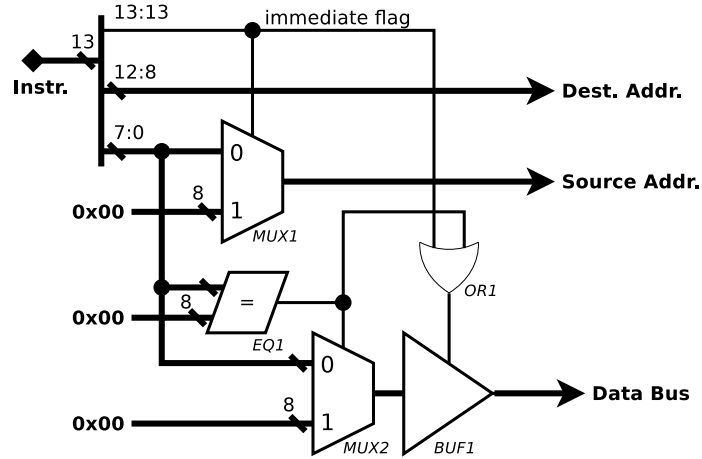 13:13
immediate flag
13
Instr.
12:8
Dest. Addr.
7:0
0
Source Addr.
8
0x00
1
MUX1
OR1
=
8
0x00
EQ1
0
Data Bus
8
0x00
1
MUX2
BUF1